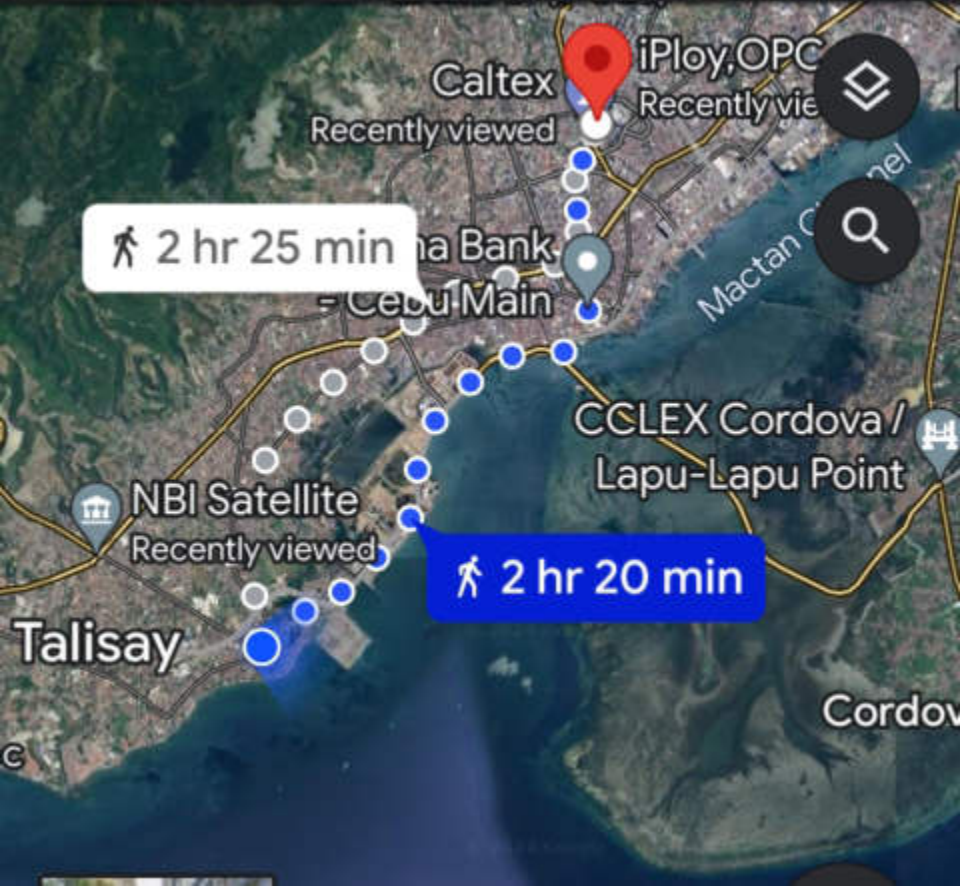 Caltex
Recently viewed
iPloy,OPC
Recently vie
2 hr 25 min
na Bank
- Cebu Main
Mactan C nel
CCLEX Cordova /
Lapu-Lapu Point
NBI Satellite
Recently viewed
2 hr 20 min
Talisay
Cordov
c